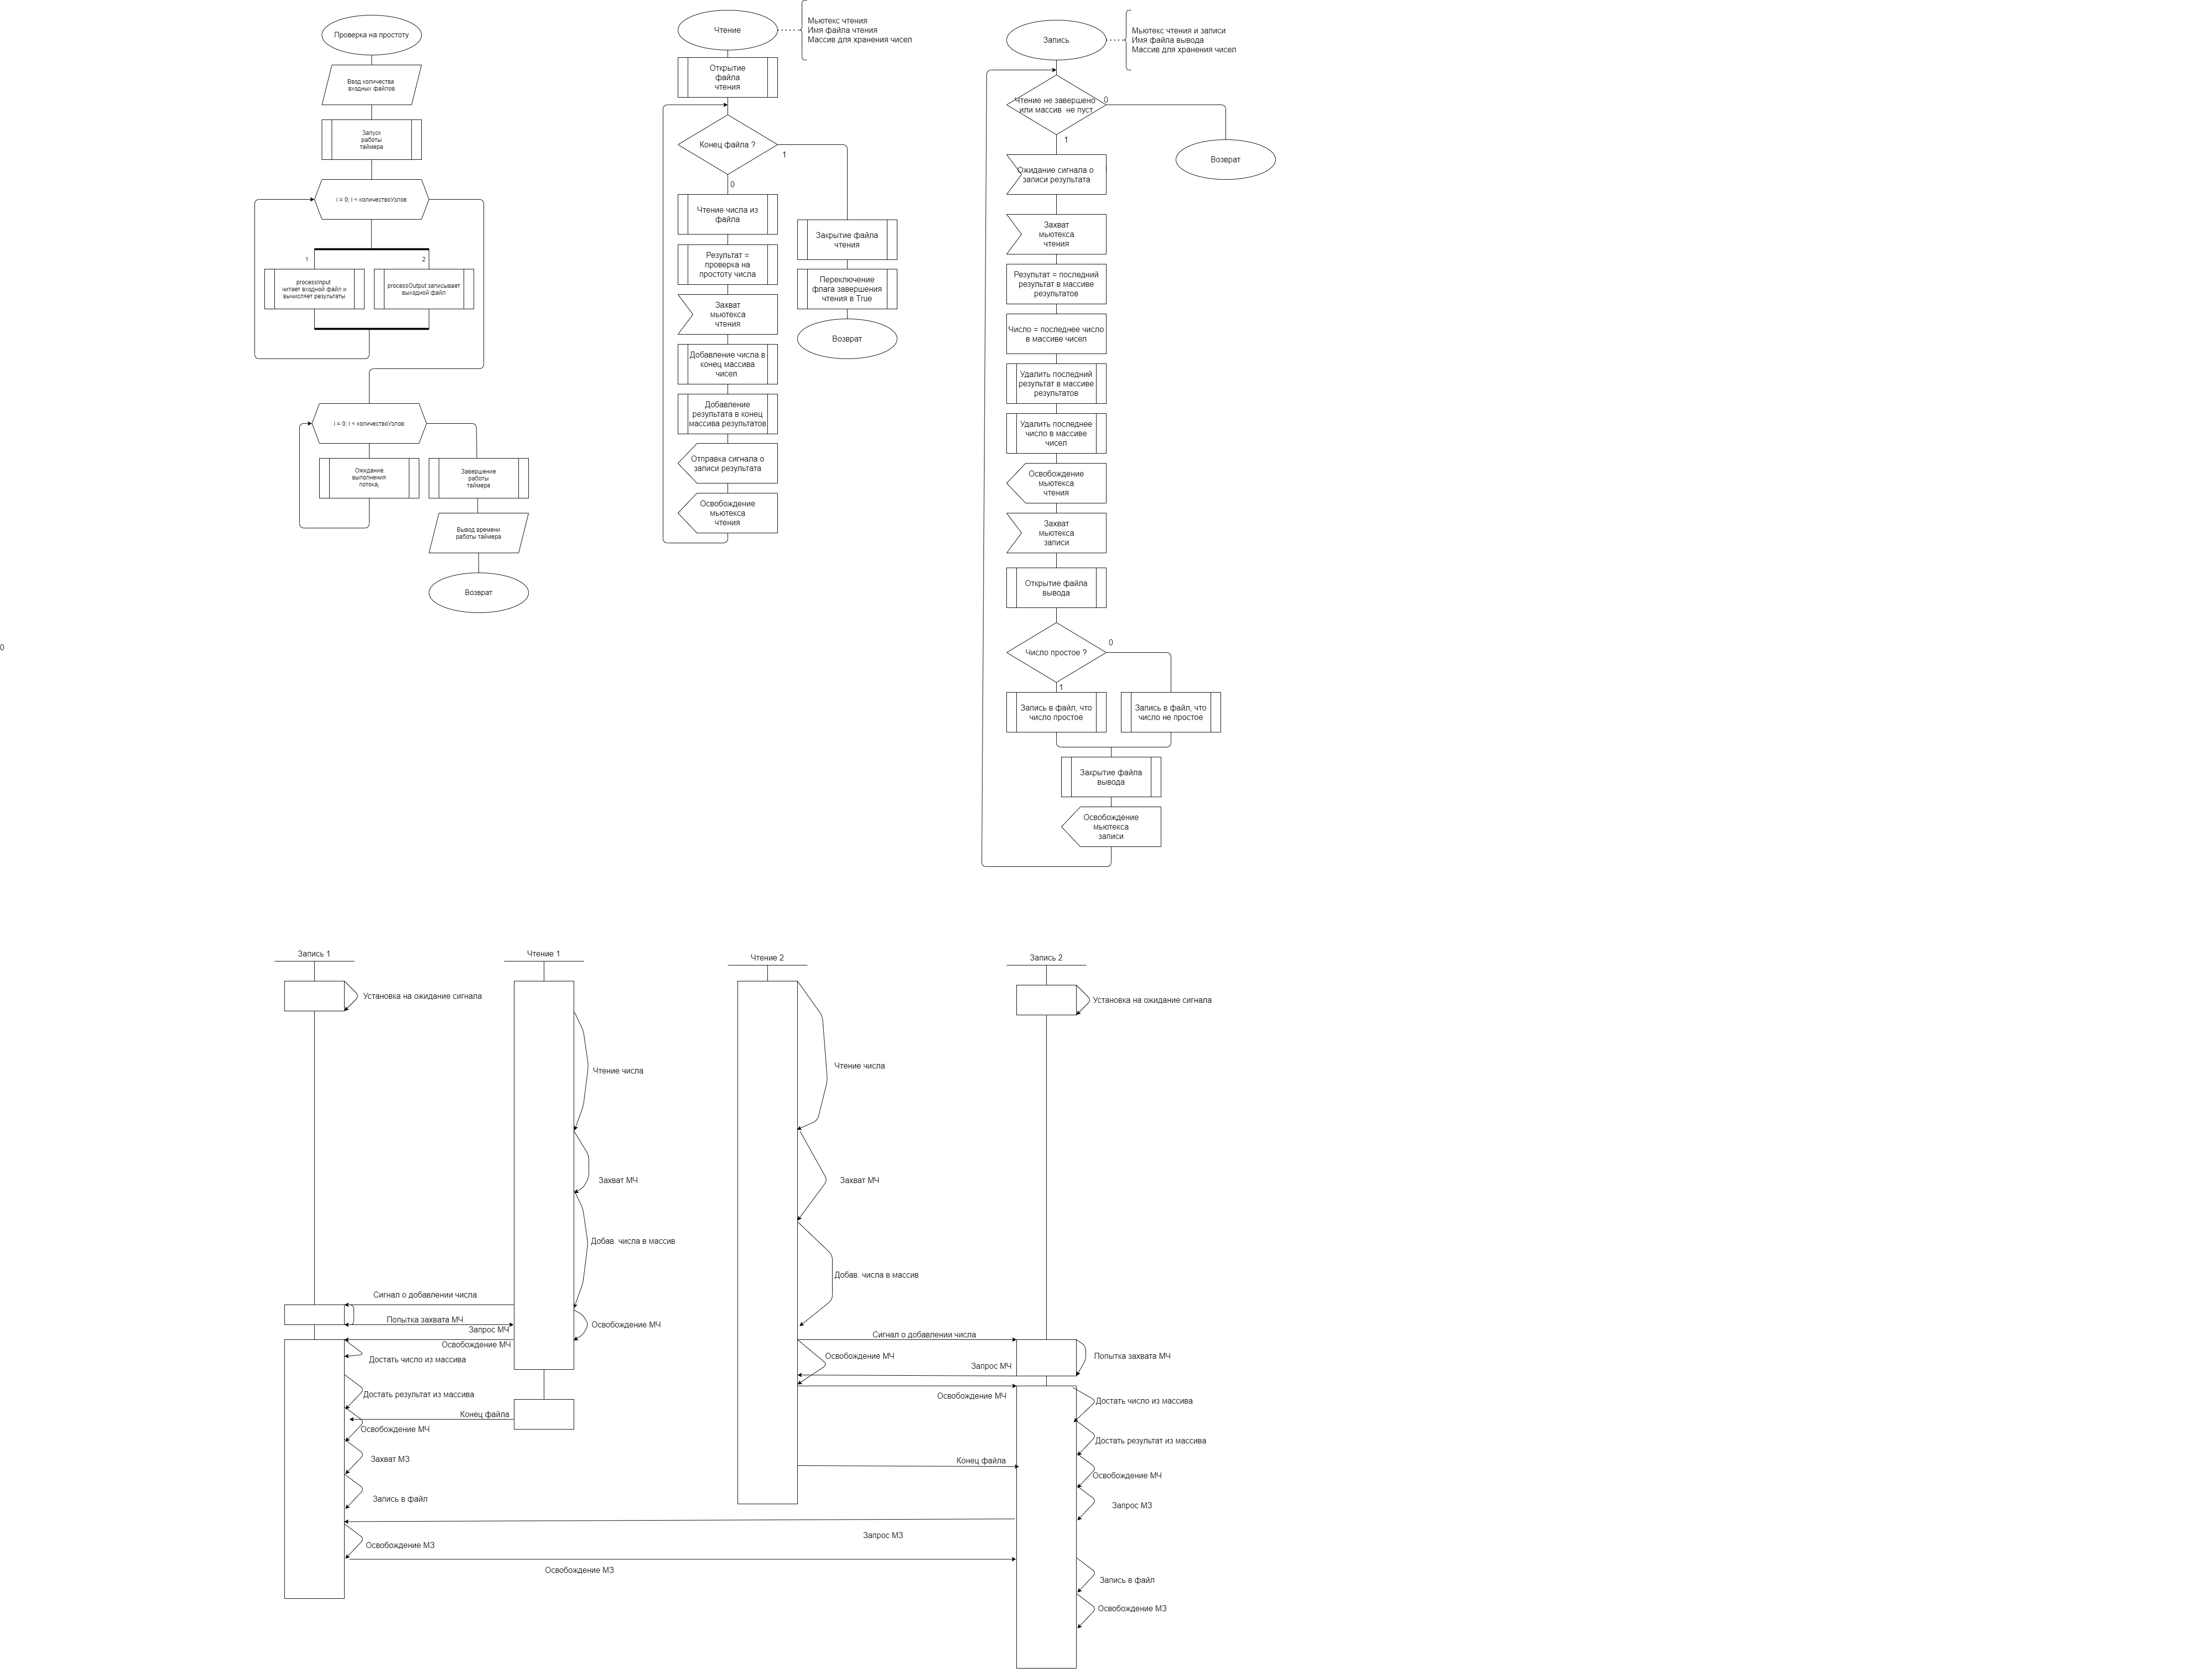 Проверка на простоту
Ввод количества
входных файлов
Запуск
работы
таймера
i = 0; i < количествоУзлов
1
2
processInput
читает входной файл и
вычисляет результаты
processOutput записывает
выходной файл
i = 0; i < количествоУзлов
Ожидание
выполнения
потокаi
Завершение
работы
таймера
Вывод времени
работы таймера
Возврат
0
Чтение
Мьютекс чтения
Имя файла чтения
Массив для хранения чисел
Открытие
файла
чтения
Конец файла ?
1
0
Чтение числа из
файла
Результат =
проверка на
простоту числа
Захват
мьютекса
чтения
Добавление числа в
конец массива
чисел
Добавление
результата в конец
массива результатов
Отправка сигнала о
записи результата
Освобождение
мьютекса
чтения
Закрытие файла
чтения
Переключение
флага завершения
чтения в True
Возврат
Запись
Мьютекс чтения и записи
Имя файла вывода
Массив для хранения чисел
Чтение не завершено
или массив не пуст
0
1
Возврат
Ожидание сигнала о
записи результата
Захват
мьютекса
чтения
Результат = последний
результат в массиве
результатов
Число = последнее число
в массиве чисел
Удалить последний
результат в массиве
результатов
Удалить последнее
число в массиве
чисел
Освобождение
мьютекса
чтения
Захват
мьютекса
записи
Открытие файла
вывода
Число простое ?
0
1
Запись в файл, что
число простое
Запись в файл, что
число не простое
Закрытие файла
вывода
Освобождение
мьютекса
записи
Запись 1
Чтение 1
Чтение 2
Запись 2
Установка на ожидание сигнала
Установка на ожидание сигнала
Чтение числа
Чтение числа
Захват МЧ
Захват МЧ
Добав. числа в массив
Добав. числа в массив
Сигнал о добавлении числа
Попытка захвата МЧ
Запрос МЧ
Освобождение МЧ
Освобождение МЧ
Достать число из массива
Сигнал о добавлении числа
Освобождение МЧ
Запрос МЧ
Попытка захвата МЧ
Достать результат из массива
Освобождение МЧ
Достать число из массива
Конец файла
Освобождение МЧ
Достать результат из массива
Захват МЗ
Конец файла
Освобождение МЧ
Запись в файл
Запрос МЗ
Запрос МЗ
Освобождение МЗ
Освобождение МЗ
Запись в файл
Освобождение МЗ